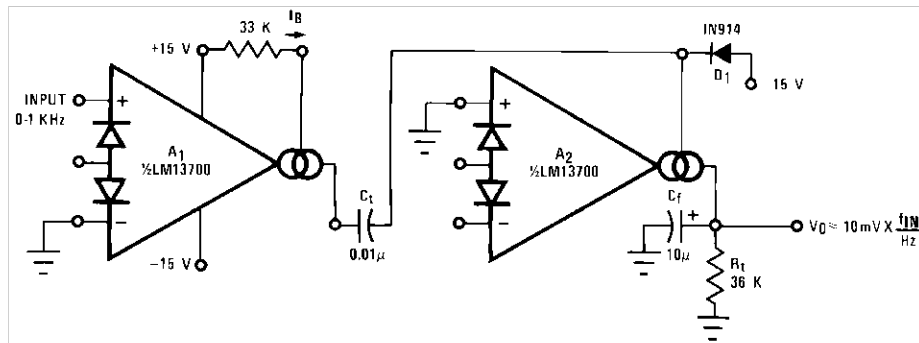 33 K
IB
+15 V
INPUT
0-1 KHz
+
A1
½LM13700
−
−15 V
Ct
0.01μ
+
A2
½LM13700
−
IN914
D1
15 V
Cf
+
10μ
Rt
36 K
VO ≈ 10mV X fIN
Hz